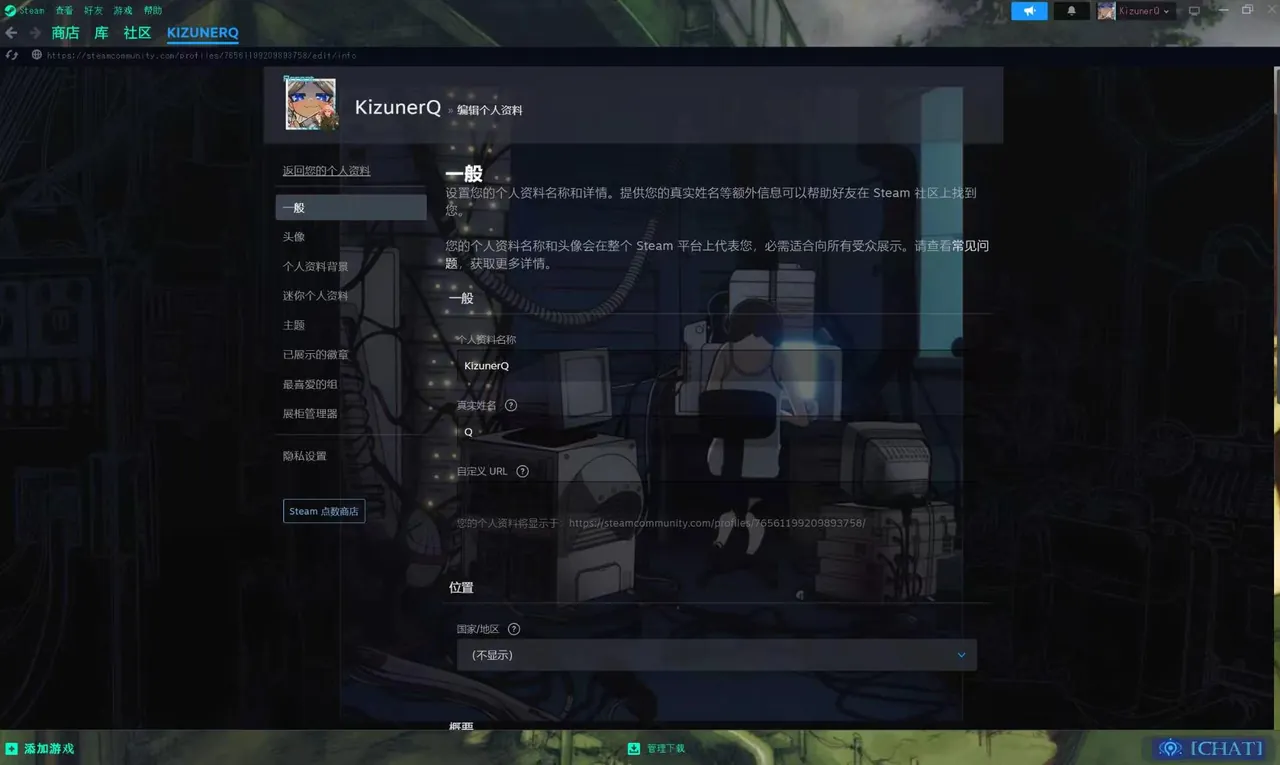 Steam 查看 好友 游戏 帮助
KizunerQ
商店 库 社区 KIZUNERQ
https://steamcommunity.com/profiles/76561199209893758/edit/info
KizunerQ » 编辑个人资料
返回您的个人资料
一般
头像
个人资料背景
迷你个人资料
主题
已展示的徽章
最喜爱的组
展柜管理器
隐私设置
Steam 点数商店
一般
设置您的个人资料名称和详情。提供您的真实姓名等额外信息可以帮助好友在 Steam 社区上找到
您。
您的个人资料名称和头像会在整个 Steam 平台上代表您，必需适合向所有受众展示。请查看常见问
题，获取更多详情。
一般
个人资料名称
KizunerQ
真实姓名 ?
Q
自定义 URL ?
您的个人资料将显示于：https://steamcommunity.com/profiles/76561199209893758/
位置
国家/地区 ?
(不显示)
概要
添加游戏
管理下载
[CHAT]